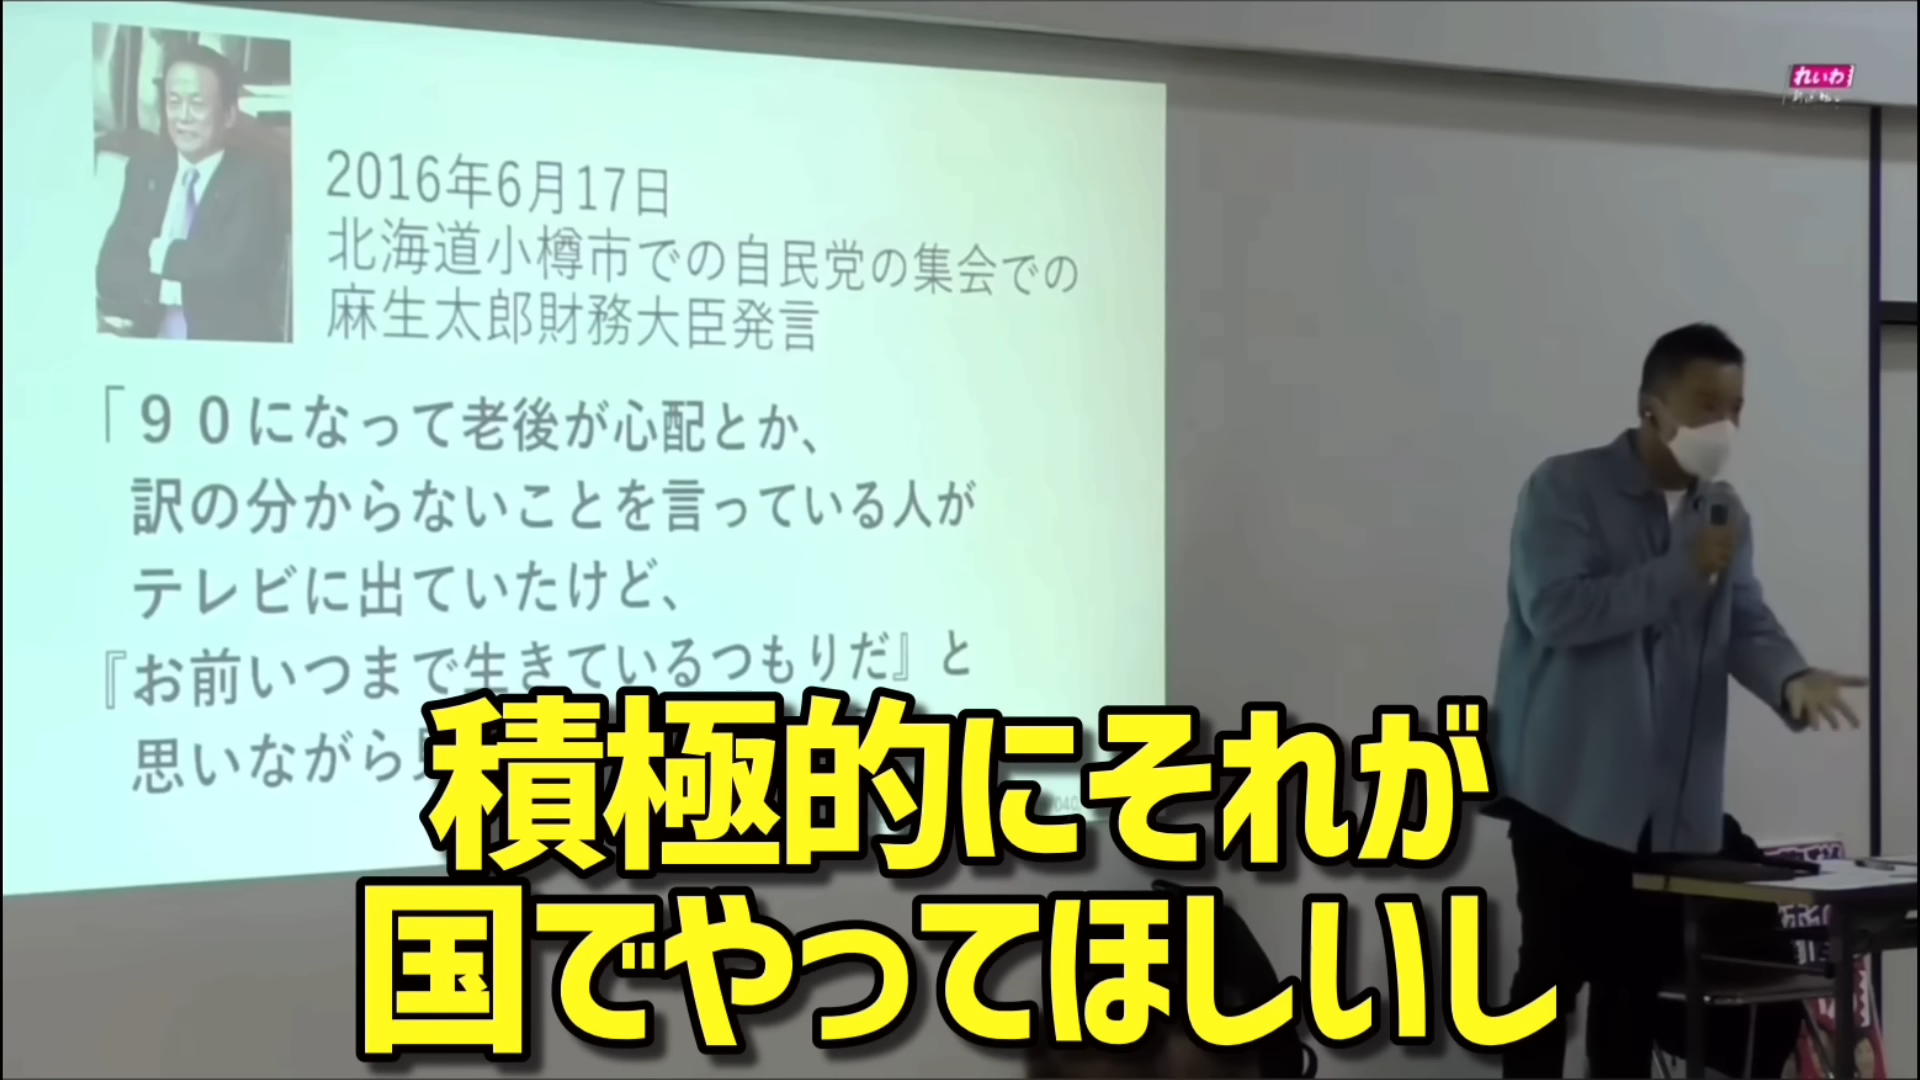 れいわ
2016年6月17日
北海道小樽市での自民党の集会での
麻生太郎財務大臣発言
「９０になって老後が心配とか、
訳の分からないことを言っている人が
テレビに出ていたけど、
『お前いつまで生きているつもりだ』と
思いながら
積極的にそれが
国でやってほしいし